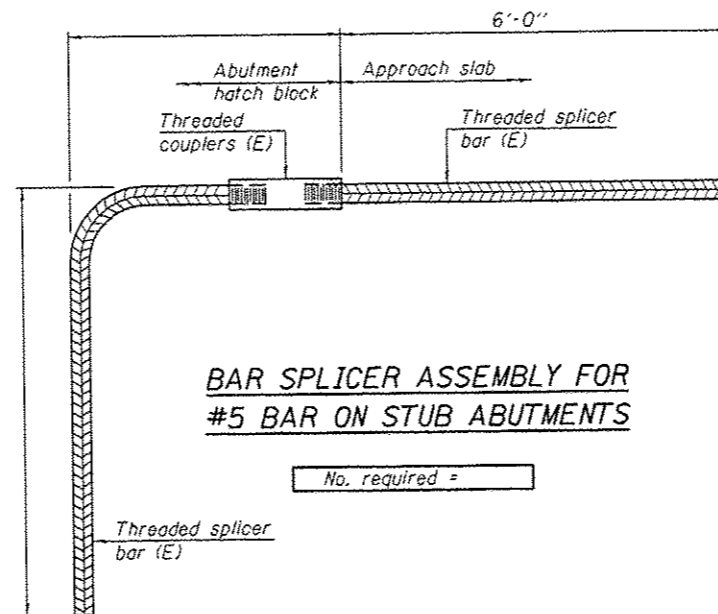 6'-0"
Abutment
hatch block
Approach slab
Threaded
couplers (E)
Threaded splicer
bar (E)
BAR SPLICER ASSEMBLY FOR
#5 BAR ON STUB ABUTMENTS
No. required =
Threaded splicer
bar (E)